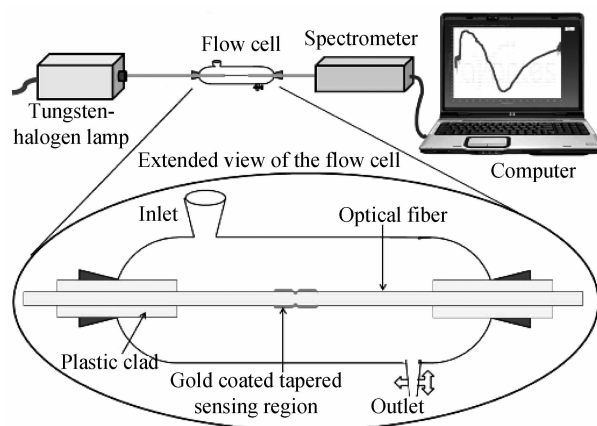 Flow cell
Spectrometer
Tungsten-
halogen lamp
Computer
Extended view of the flow cell
Inlet
Optical fiber
Plastic clad
Gold coated tapered
sensing region
Outlet